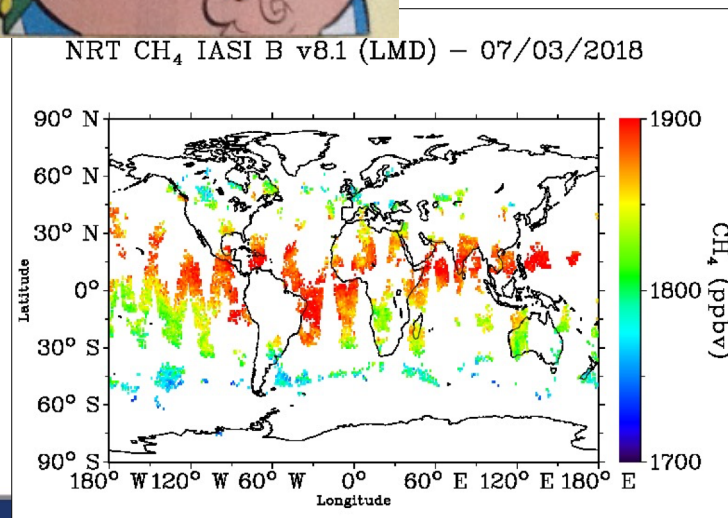 NRT CH₄ IASI B v8.1 (LMD) – 07/03/2018
90° N
60° N
30° N
0°
30° S
60° S
90° S
Latitude
180° W 120° W 60° W 0° 60° E 120° E 180° E
Longitude
1900
1800
1700
CH₄ (ppbv)